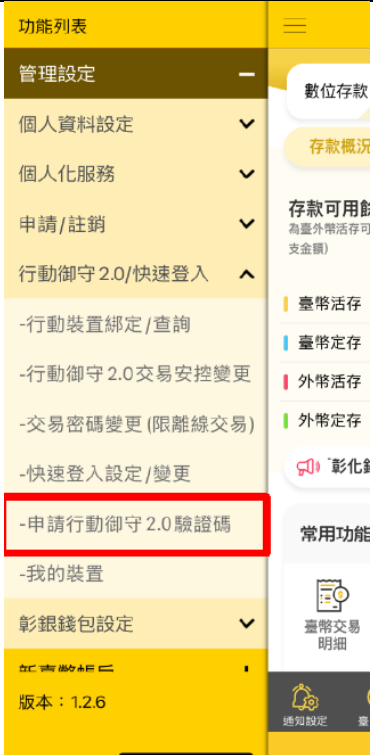 功能列表
管理設定
個人資料設定
個人化服務
申請/註銷
行動御守2.0/快速登入
-行動裝置綁定/查詢
-行動御守2.0交易安控變更
-交易密碼變更(限離線交易)
-快速登入設定/變更
-申請行動御守2.0驗證碼
-我的裝置
彰銀錢包設定
版本：1.2.6
數位存款
存款概況
存款可用餘
為臺外幣活存可
支金額)
臺幣活存
臺幣定存
外幣活存
外幣定存
彰化
常用功能
臺幣交易
明細
通知設定
臺